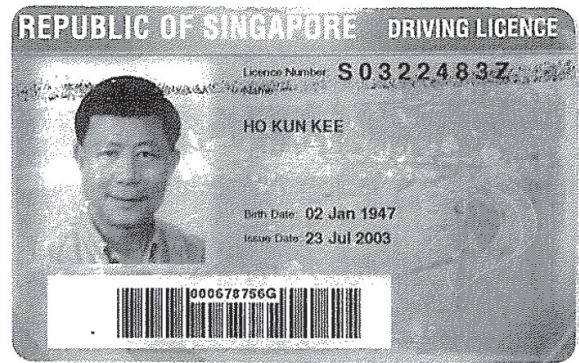 REPUBLIC OF SINGAPORE DRIVING LICENCE
Licence Number: S0322483Z
Name:
HO KUN KEE
Birth Date: 02 Jan 1947
Issue Date: 23 Jul 2003
000678756G